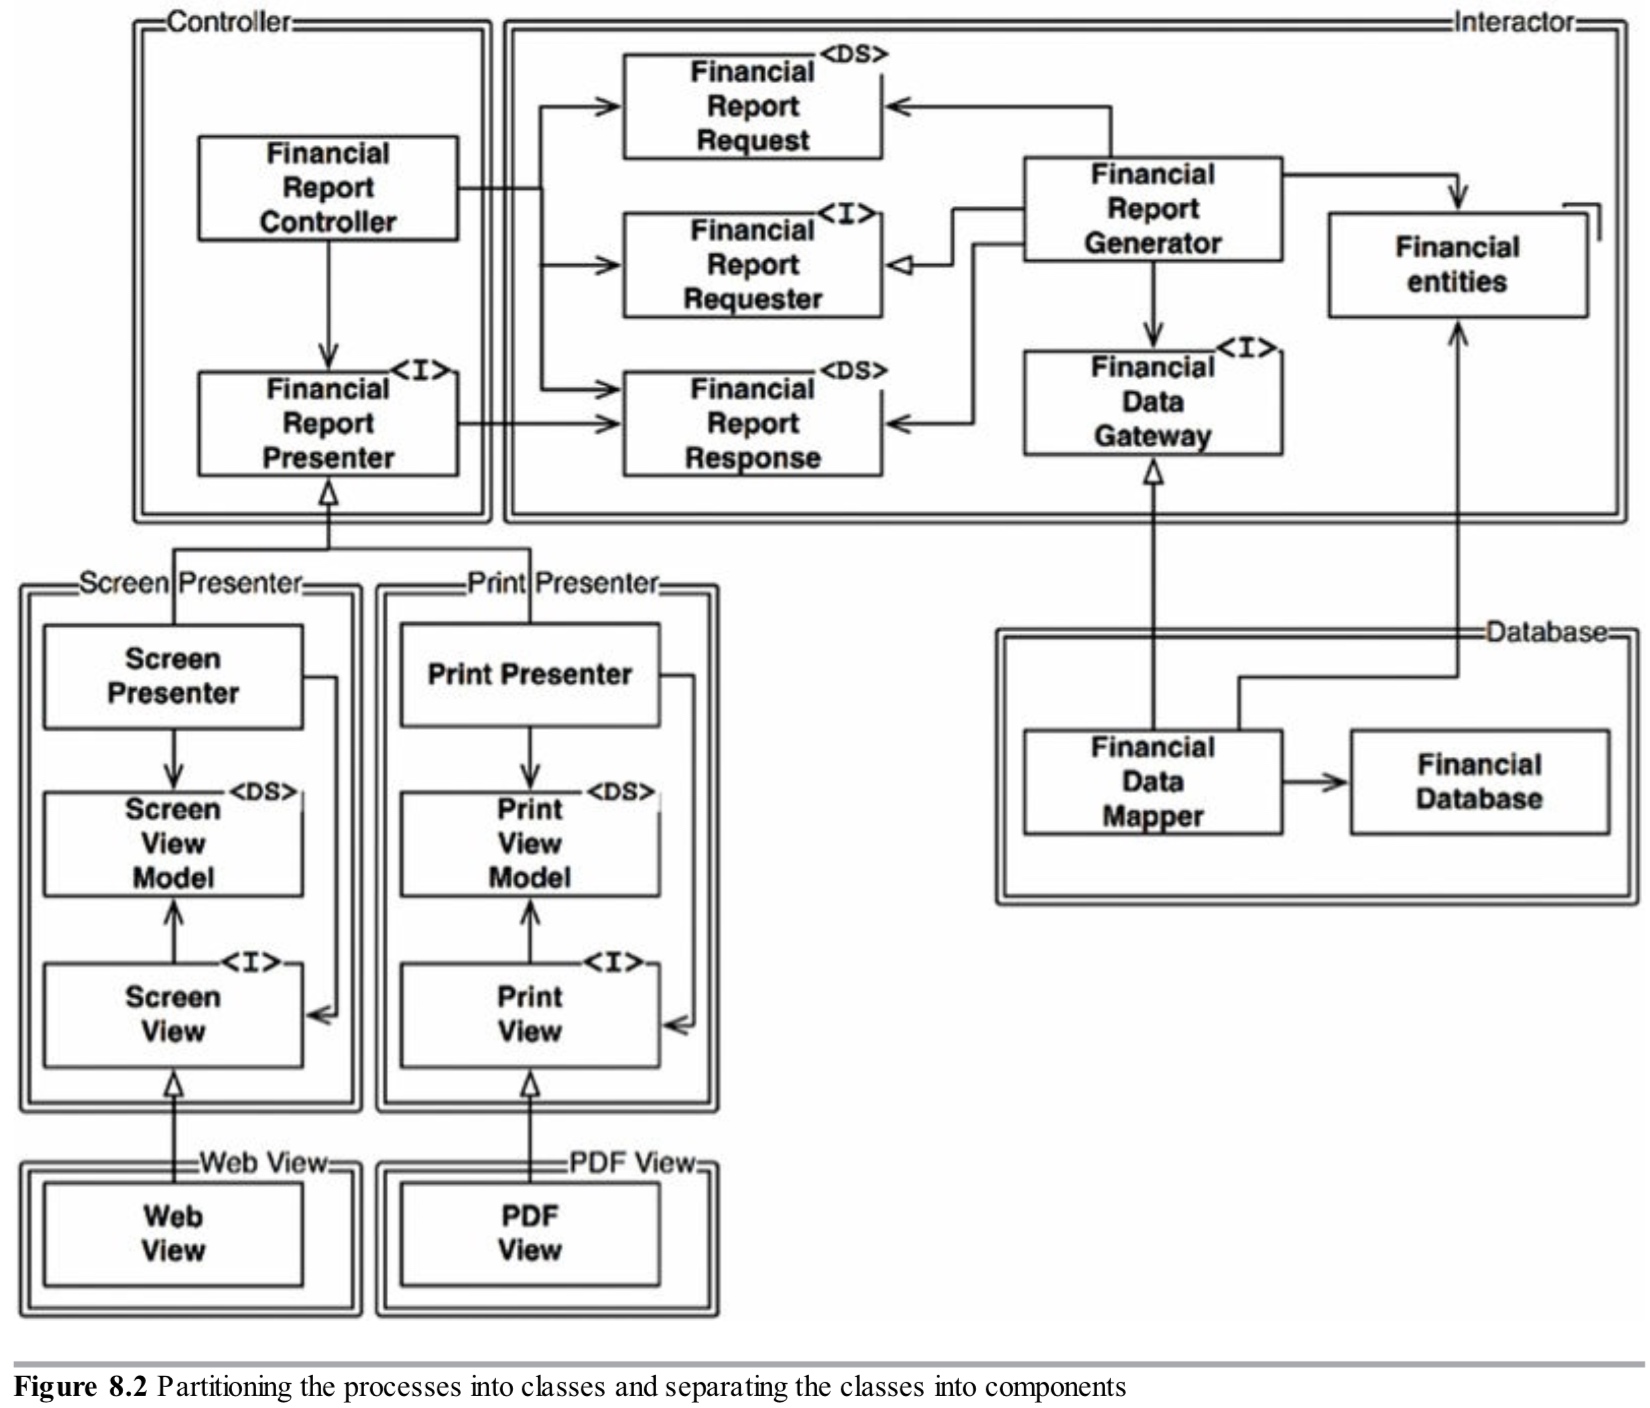 Controller
Interactor
<DS>
Financial
Report
Request
Financial
Report
Controller
Financial
Report
Generator
<I>
Financial
Report
Requester
Financial
entities
<I>
Financial
Report
Presenter
<DS>
Financial
Report
Response
<I>
Financial
Data
Gateway
Screen Presenter
Print Presenter
Database
Screen
Presenter
Print Presenter
Financial
Data
Mapper
Financial
Database
<DS>
Screen
View
Model
<DS>
Print
View
Model
<I>
Screen
View
<I>
Print
View
Web View
PDF View
Web
View
PDF
View
Figure 8.2 Partitioning the processes into classes and separating the classes into components